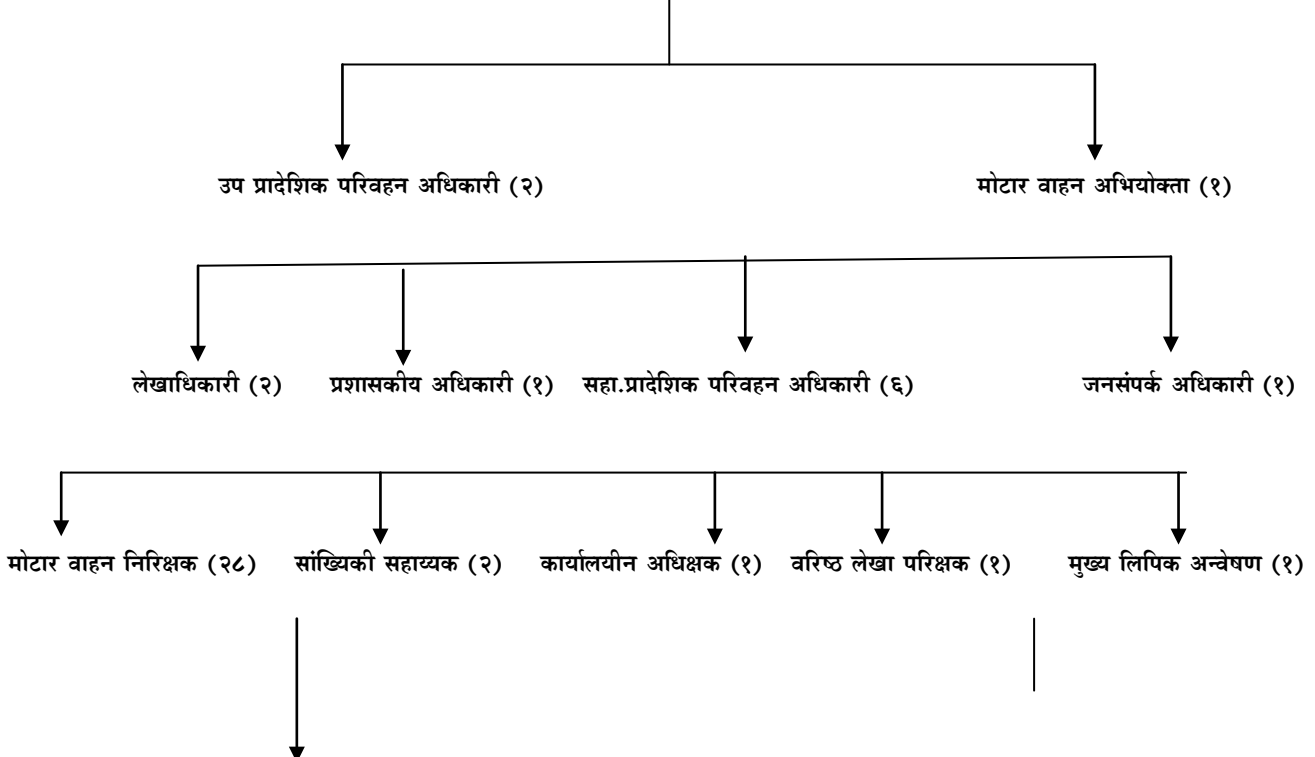 उप प्रादेशिक परिवहन अधिकारी (२) मोटार वाहन अभियोक्ता (१)
लेखाधिकारी (२) प्रशासकीय अधिकारी (१) सहा.प्रादेशिक परिवहन अधिकारी (६) जनसंपर्क अधिकारी (१)
मोटार वाहन निरिक्षक (२८) सांख्यिकी सहाय्यक (२) कार्यालयीन अधिक्षक (१) वरिष्ठ लेखा परिक्षक (१) मुख्य लिपिक अन्वेषण (१)